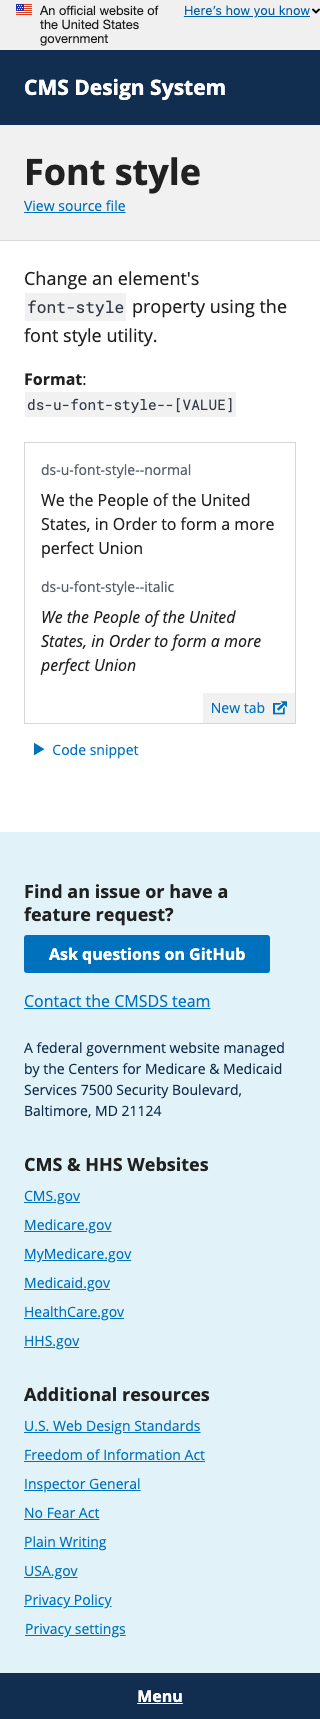 An official website of
the United States
government
Here's how you know
CMS Design System
Font style
View source file
Change an element's
font-style property using the
font style utility.
Format:
ds-u-font-style--[VALUE]
ds-u-font-style--normal
We the People of the United
States, in Order to form a more
perfect Union
ds-u-font-style--italic
We the People of the United
States, in Order to form a more
perfect Union
New tab
Code snippet
Find an issue or have a
feature request?
Ask questions on GitHub
Contact the CMSDS team
A federal government website managed
by the Centers for Medicare & Medicaid
Services 7500 Security Boulevard,
Baltimore, MD 21124
CMS & HHS Websites
CMS.gov
Medicare.gov
MyMedicare.gov
Medicaid.gov
HealthCare.gov
HHS.gov
Additional resources
U.S. Web Design Standards
Freedom of Information Act
Inspector General
No Fear Act
Plain Writing
USA.gov
Privacy Policy
Privacy settings
Menu